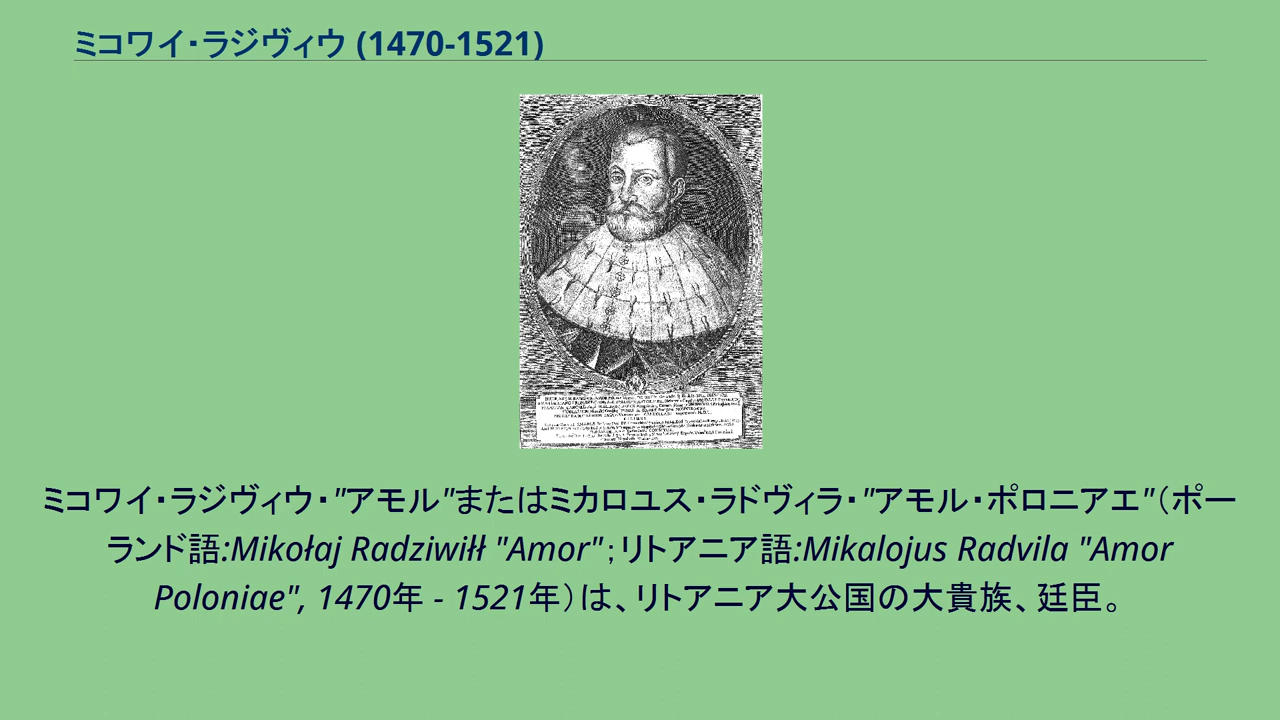 ミコワイ・ラジヴィウ (1470-1521)
ミコワイ・ラジヴィウ・"アモル"またはミカロユス・ラドヴィラ・"アモル・ポロニアエ"（ポー
ランド語:Mikołaj Radziwiłł "Amor"；リトアニア語:Mikalojus Radvila "Amor
Poloniae", 1470年 - 1521年）は、リトアニア大公国の大貴族、廷臣。